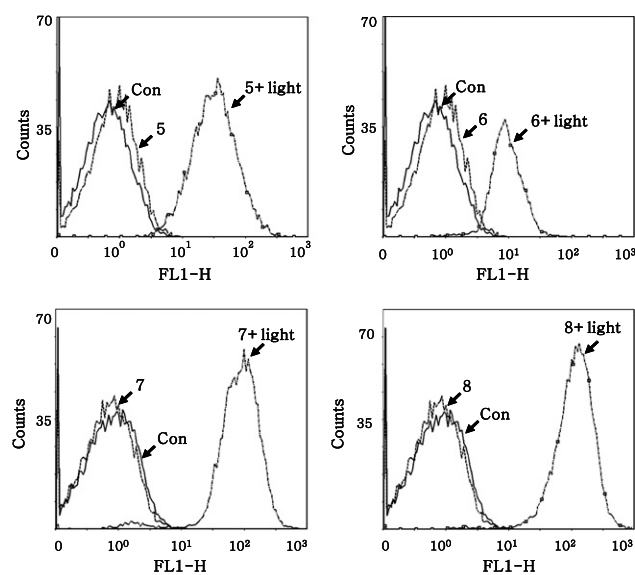 70
Con
5+ light
5
35
Counts
0 10⁰ 10¹ 10² 10³
FL1-H
70
Con
6
6+ light
35
Counts
0 10⁰ 10¹ 10² 10³
FL1-H
70
7+ light
7
35
Con
Counts
0 10⁰ 10¹ 10² 10³
FL1-H
70
8+ light
8
Con
35
Counts
0 10⁰ 10¹ 10² 10³
FL1-H